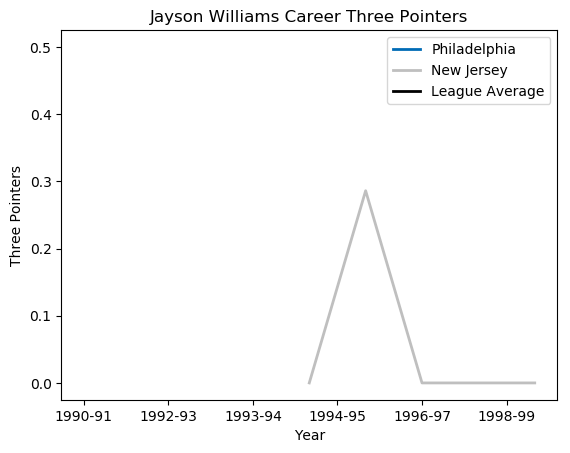 Jayson Williams Career Three Pointers
Philadelphia
New Jersey
League Average
0.5
0.4
0.3
0.2
0.1
0.0
Three Pointers
1990-91 1992-93 1993-94 1994-95 1996-97 1998-99
Year